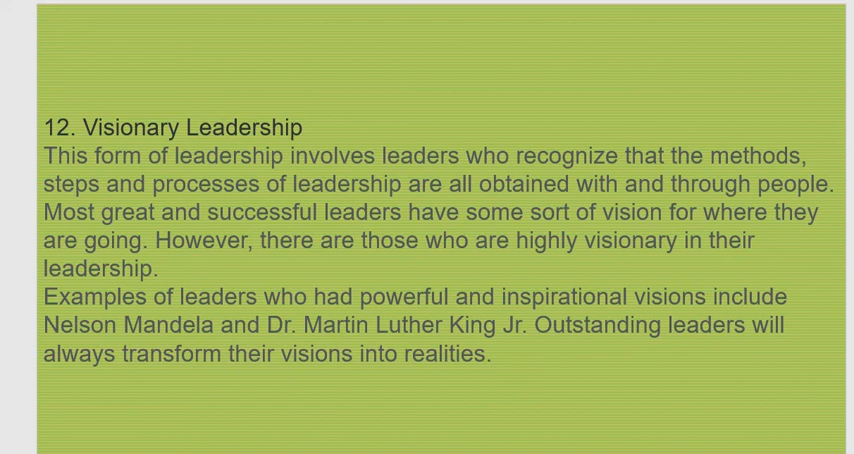 12. Visionary Leadership
This form of leadership involves leaders who recognize that the methods,
steps and processes of leadership are all obtained with and through people.
Most great and successful leaders have some sort of vision for where they
are going. However, there are those who are highly visionary in their
leadership.
Examples of leaders who had powerful and inspirational visions include
Nelson Mandela and Dr. Martin Luther King Jr. Outstanding leaders will
always transform their visions into realities.